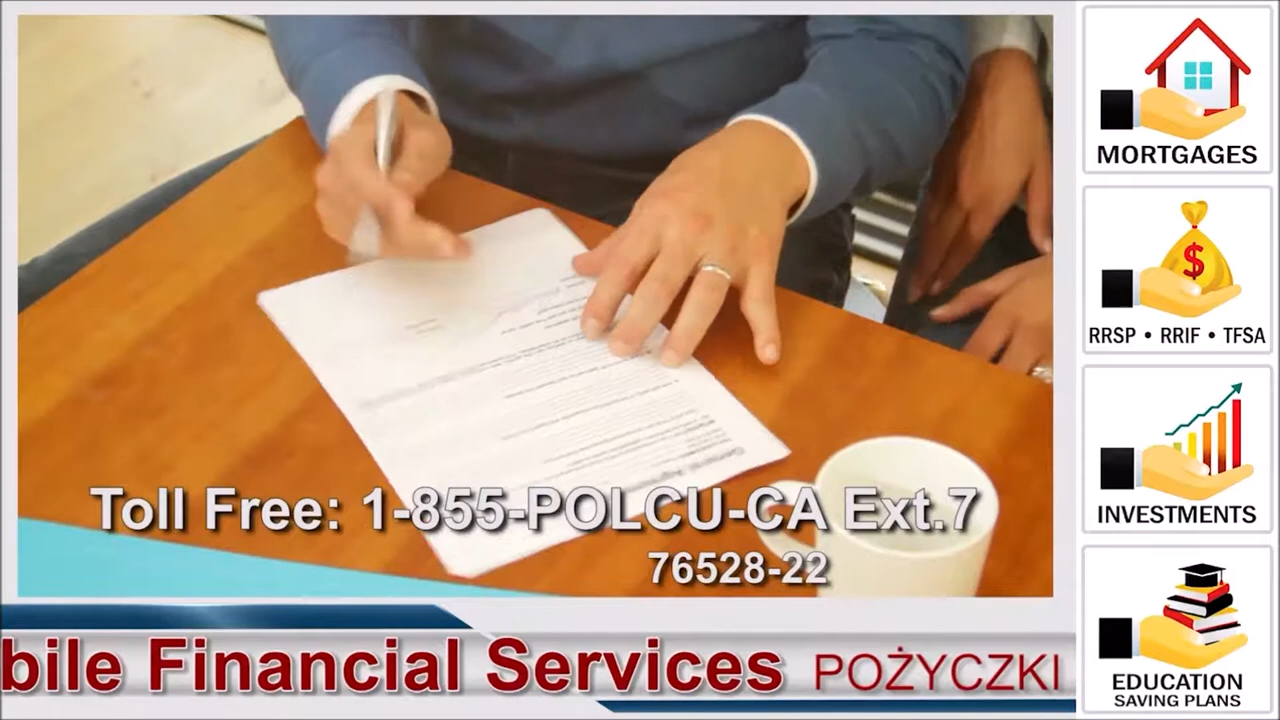 Toll Free: 1-855-POLCU-CA Ext.7
76528-22
bile Financial Services POŻYCZKI
MORTGAGES
$
RRSP • RRIF • TFSA
INVESTMENTS
EDUCATION
SAVING PLANS